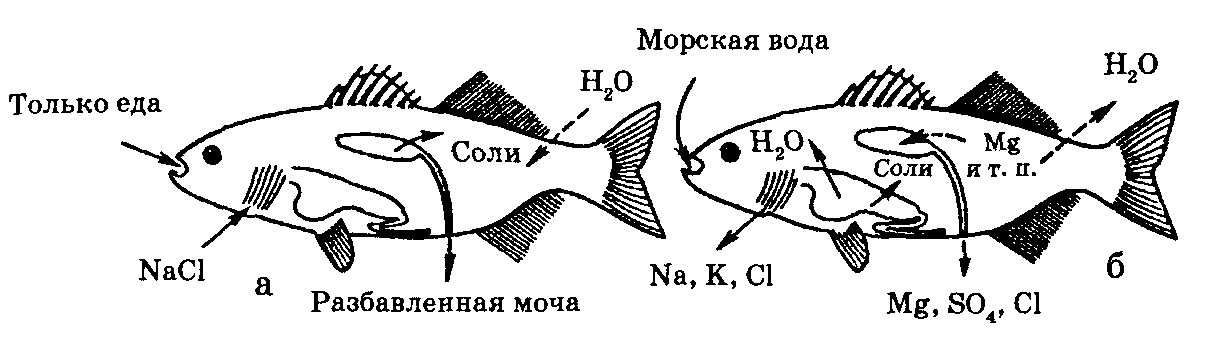 Только еда
H₂O
Соли
NaCl
а
Разбавленная моча
Морская вода
H₂O
H₂O
Mg
и т. п.
Соли
Na, K, Cl
Mg, SO₄, Cl
б